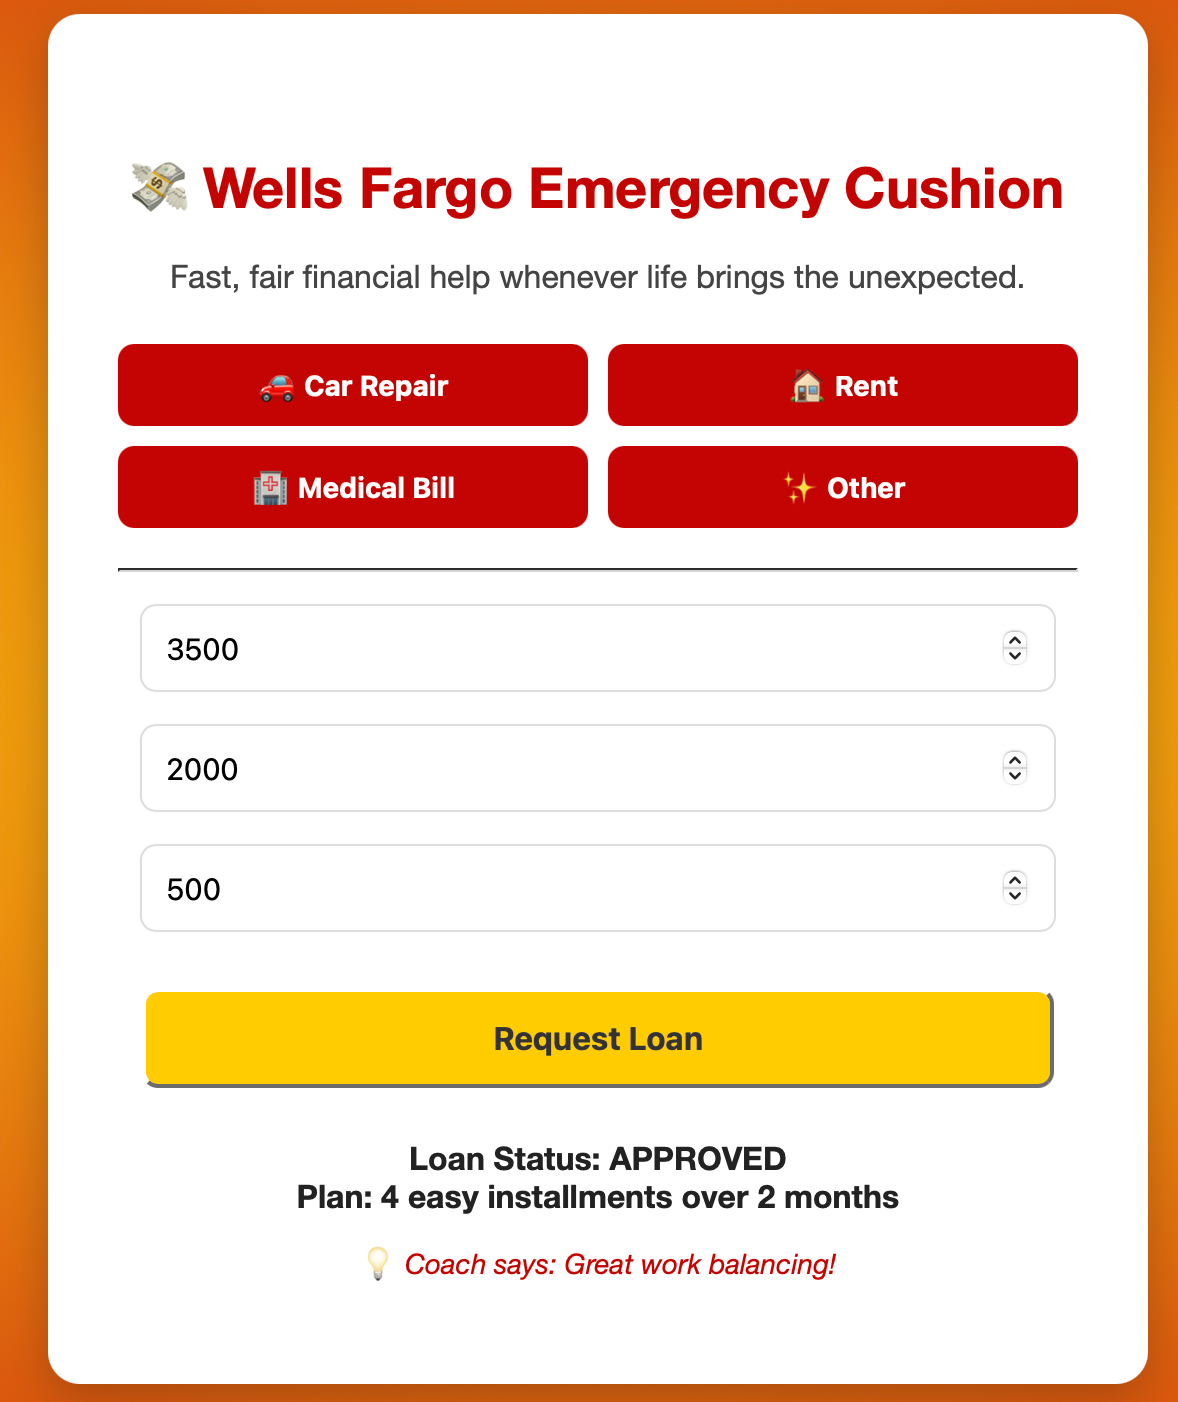 💸 Wells Fargo Emergency Cushion
Fast, fair financial help whenever life brings the unexpected.
🚗 Car Repair
🏠 Rent
🏥 Medical Bill
✨ Other
3500
2000
500
Request Loan
Loan Status: APPROVED
Plan: 4 easy installments over 2 months
💡 Coach says: Great work balancing!